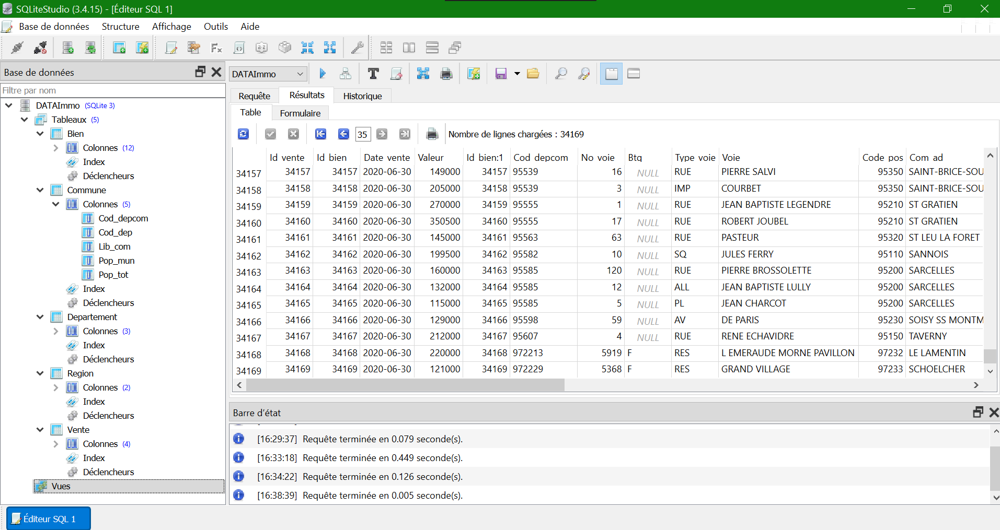 SQLiteStudio (3.4.15) - [Éditeur SQL 1]
Base de données Structure Affichage Outils Aide
Base de données
Filtre par nom
DATAImmo (SQLite 3)
Tableaux (5)
Bien
Colonnes (12)
Index
Déclencheurs
Commune
Colonnes (5)
Cod_depcom
Cod_dep
Lib_com
Pop_mun
Pop_tot
Index
Déclencheurs
Departement
Colonnes (3)
Index
Déclencheurs
Region
Colonnes (2)
Index
Déclencheurs
Vente
Colonnes (4)
Index
Déclencheurs
Vues
DATAImmo
Requête Résultats Historique
Table Formulaire
35 Nombre de lignes chargées : 34169
Id vente Id bien Date vente Valeur Id bien:1 Cod depcom No voie Btq Type voie Voie Code pos Com ad
34157 34157 34157 2020-06-30 149000 34157 95539 16 NULL RUE PIERRE SALVI 95350 SAINT-BRICE-SOU
34158 34158 34158 2020-06-30 205000 34158 95539 3 NULL IMP COURBET 95350 SAINT-BRICE-SOU
34159 34159 34159 2020-06-30 270000 34159 95555 1 NULL RUE JEAN BAPTISTE LEGENDRE 95210 ST GRATIEN
34160 34160 34160 2020-06-30 350500 34160 95555 17 NULL RUE ROBERT JOUBEL 95210 ST GRATIEN
34161 34161 34161 2020-06-30 145000 34161 95563 63 NULL RUE PASTEUR 95320 ST LEU LA FORET
34162 34162 34162 2020-06-30 199500 34162 95582 10 NULL SQ JULES FERRY 95110 SANNOIS
34163 34163 34163 2020-06-30 160000 34163 95585 120 NULL RUE PIERRE BROSSOLETTE 95200 SARCELLES
34164 34164 34164 2020-06-30 132000 34164 95585 12 NULL ALL JEAN BAPTISTE LULLY 95200 SARCELLES
34165 34165 34165 2020-06-30 115000 34165 95585 5 NULL PL JEAN CHARCOT 95200 SARCELLES
34166 34166 34166 2020-06-30 129000 34166 95598 59 NULL AV DE PARIS 95230 SOISY SS MONTM
34167 34167 34167 2020-06-30 212000 34167 95607 4 NULL RUE RENE ECHAVIDRE 95150 TAVERNY
34168 34168 34168 2020-06-30 220000 34168 972213 5919 F RES L EMERAUDE MORNE PAVILLON 97232 LE LAMENTIN
34169 34169 34169 2020-06-30 121000 34169 972229 5368 F RES GRAND VILLAGE 97233 SCHOELCHER
Barre d'état
[16:29:37] Requête terminée en 0.079 seconde(s).
[16:33:18] Requête terminée en 0.449 seconde(s).
[16:34:22] Requête terminée en 0.126 seconde(s).
[16:38:39] Requête terminée en 0.005 seconde(s).
Éditeur SQL 1